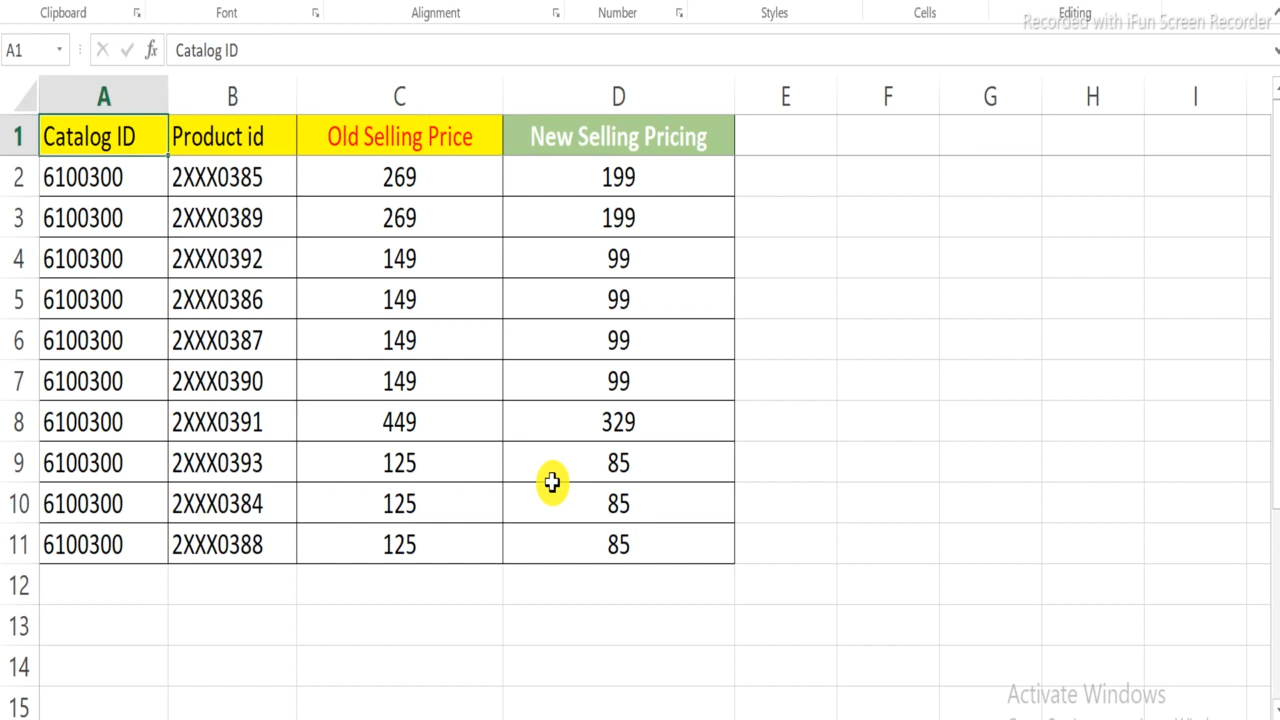 Clipboard Font Alignment Number Styles Cells Editing
Recorded with iFun Screen Recorder
A1 fx Catalog ID
A B C D E F G H I
1 Catalog ID Product id Old Selling Price New Selling Pricing
2 6100300 2XXX0385 269 199
3 6100300 2XXX0389 269 199
4 6100300 2XXX0392 149 99
5 6100300 2XXX0386 149 99
6 6100300 2XXX0387 149 99
7 6100300 2XXX0390 149 99
8 6100300 2XXX0391 449 329
9 6100300 2XXX0393 125 85
10 6100300 2XXX0384 125 85
11 6100300 2XXX0388 125 85
12
13
14
Activate Windows
15